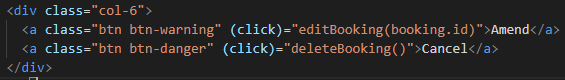 <div class="col-6">
<a class="btn btn-warning" (click)="editBooking(booking.id)">Amend</a>
<a class="btn btn-danger" (click)="deleteBooking()">Cancel</a>
</div>